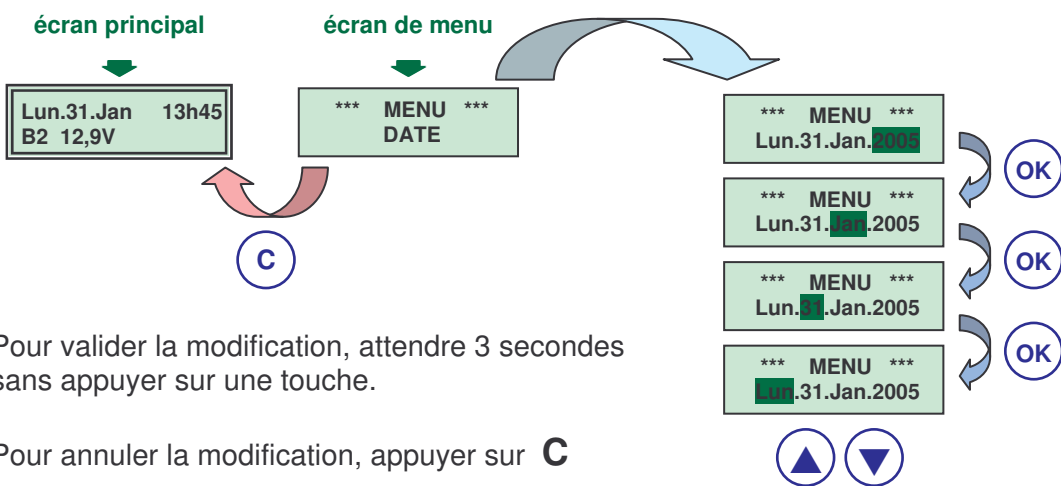 écran principal
écran de menu
Lun.31.Jan 13h45
B2 12,9V
*** MENU ***
DATE
C
*** MENU ***
Lun.31.Jan.2005
OK
*** MENU ***
Lun.31.Jan.2005
OK
*** MENU ***
Lun.31.Jan.2005
OK
*** MENU ***
Lun.31.Jan.2005
Pour valider la modification, attendre 3 secondes
sans appuyer sur une touche.
Pour annuler la modification, appuyer sur C